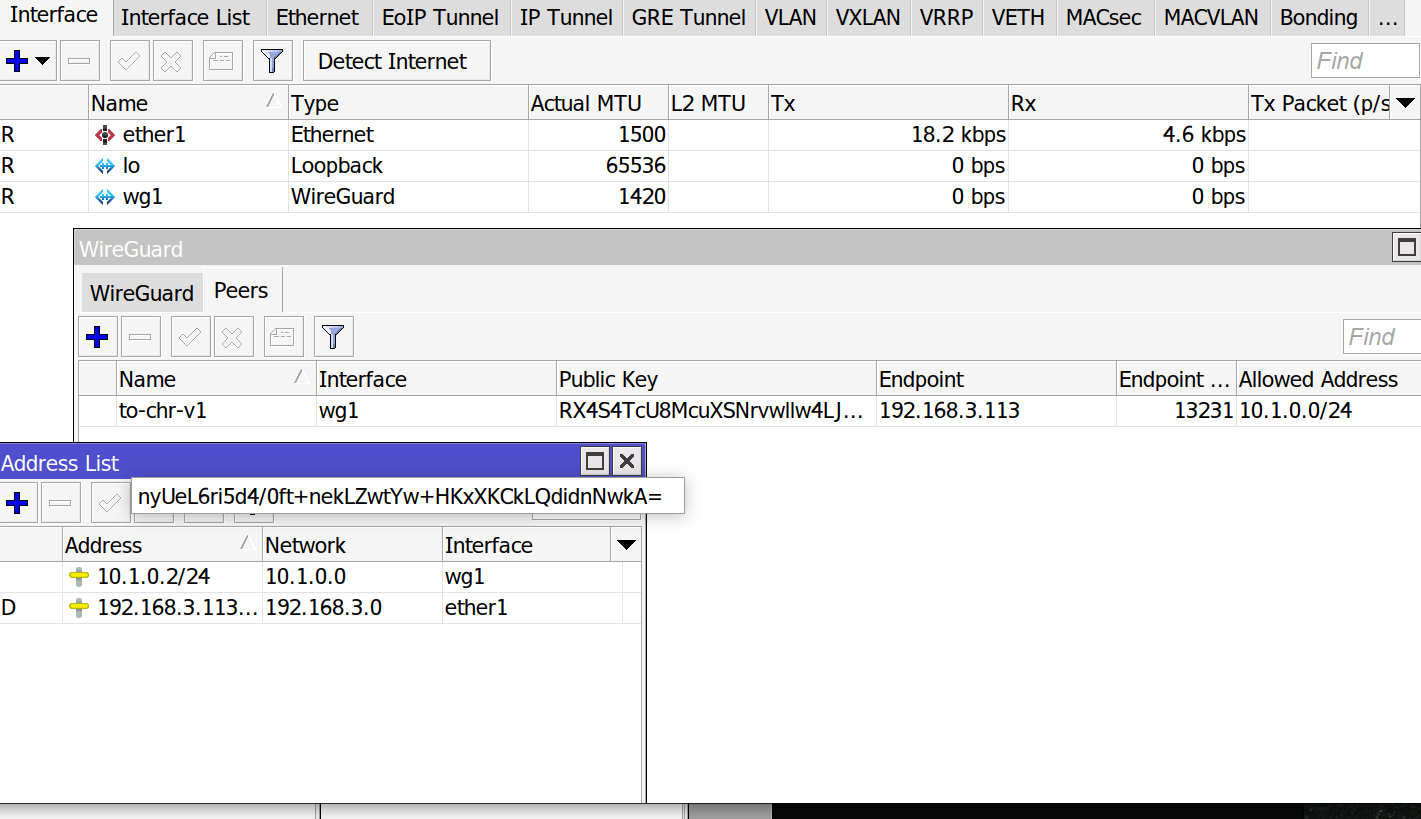 Interface Interface List Ethernet EoIP Tunnel IP Tunnel GRE Tunnel VLAN VXLAN VRRP VETH MACsec MACVLAN Bonding ...
Detect Internet Find
Name Type Actual MTU L2 MTU Tx Rx Tx Packet (p/s
R ether1 Ethernet 1500 18.2 kbps 4.6 kbps
R lo Loopback 65536 0 bps 0 bps
R wg1 WireGuard 1420 0 bps 0 bps
WireGuard
WireGuard Peers
Find
Name Interface Public Key Endpoint Endpoint ... Allowed Address
to-chr-v1 wg1 RX4S4TcU8McuXSNrvwIlw4LJ... 192.168.3.113 13231 10.1.0.0/24
Address List
nyUeL6ri5d4/0ft+nekLZwtYw+HKxXKCkLQdidnNwkA=
Address Network Interface
10.1.0.2/24 10.1.0.0 wg1
D 192.168.3.113... 192.168.3.0 ether1